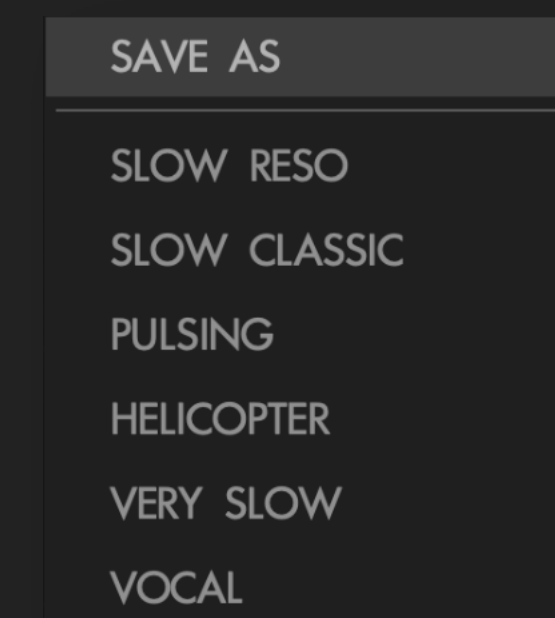 SAVE AS
SLOW RESO
SLOW CLASSIC
PULSING
HELICOPTER
VERY SLOW
VOCAL